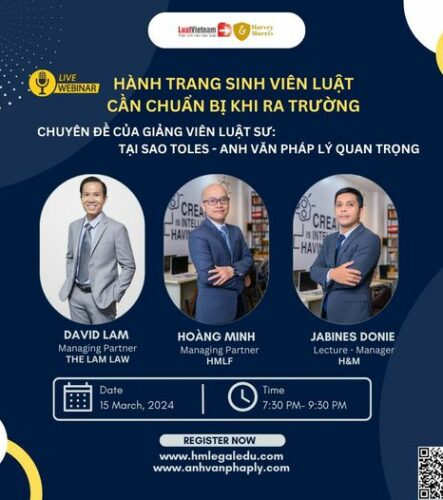 LuatVietnam
Harvey
Morris
LIVE
WEBINAR
HÀNH TRANG SINH VIÊN LUẬT
CẦN CHUẨN BỊ KHI RA TRƯỜNG
CHUYÊN ĐỀ CỦA GIẢNG VIÊN LUẬT SƯ:
TẠI SAO TOLES - ANH VĂN PHÁP LÝ QUAN TRỌNG
DAVID LAM
Managing Partner
THE LAM LAW
HOÀNG MINH
Managing Partner
HMLF
JABINES DONIE
Lecture - Manager
H&M
Date
15 March, 2024
Time
7:30 PM- 9:30 PM
REGISTER NOW
www.hmlegaledu.com
www.anhvanphaply.com